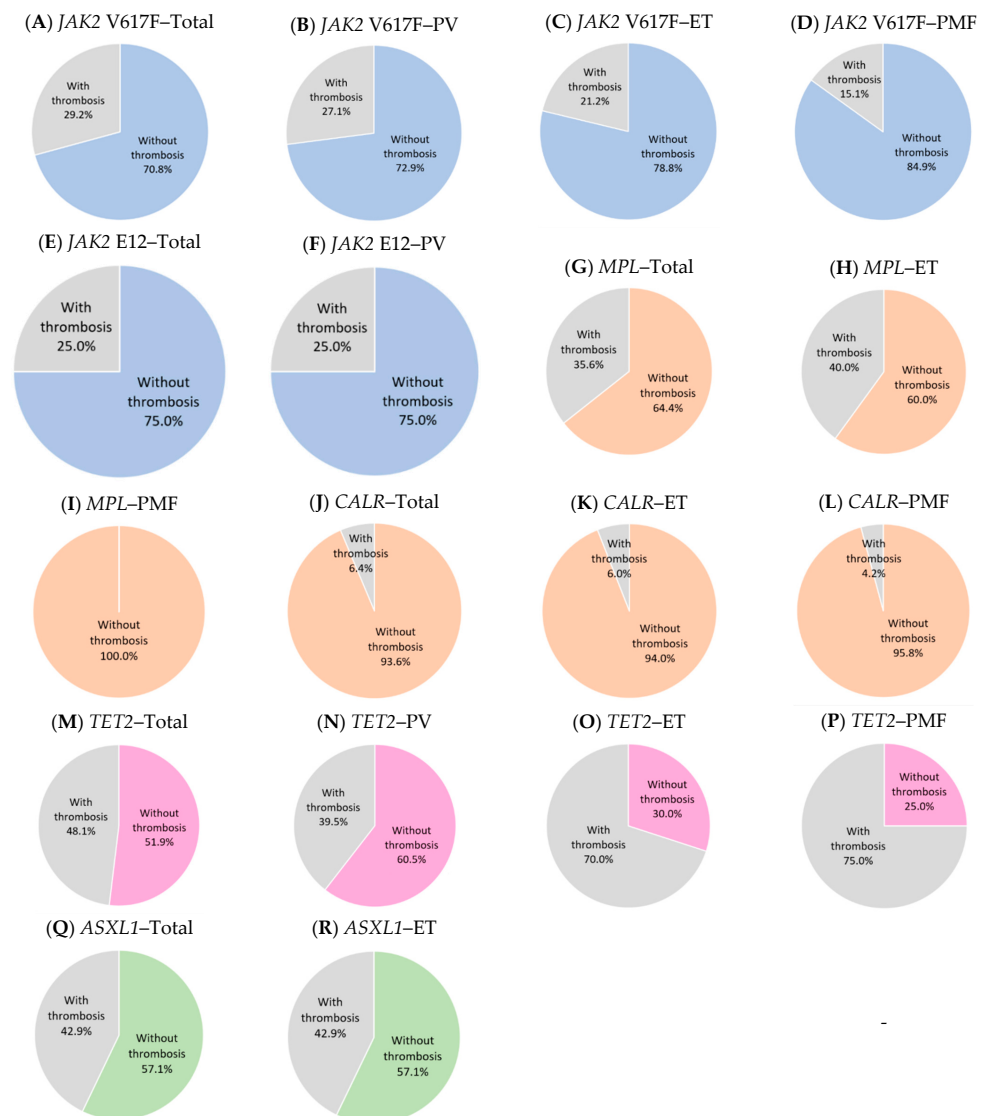 (A) JAK2 V617F–Total
(B) JAK2 V617F–PV
(C) JAK2 V617F–ET
(D) JAK2 V617F–PMF
With
thrombosis
29.2%
Without
thrombosis
70.8%
With
thrombosis
27.1%
Without
thrombosis
72.9%
With
thrombosis
21.2%
Without
thrombosis
78.8%
With
thrombosis
15.1%
Without
thrombosis
84.9%
(E) JAK2 E12–Total
(F) JAK2 E12–PV
(G) MPL–Total
(H) MPL–ET
With
thrombosis
25.0%
Without
thrombosis
75.0%
With
thrombosis
25.0%
Without
thrombosis
75.0%
With
thrombosis
35.6%
Without
thrombosis
64.4%
With
thrombosis
40.0%
Without
thrombosis
60.0%
(I) MPL–PMF
(J) CALR–Total
(K) CALR–ET
(L) CALR–PMF
Without
thrombosis
100.0%
With
thrombosis
6.4%
Without
thrombosis
93.6%
With
thrombosis
6.0%
Without
thrombosis
94.0%
With
thrombosis
4.2%
Without
thrombosis
95.8%
(M) TET2–Total
(N) TET2–PV
(O) TET2–ET
(P) TET2–PMF
With
thrombosis
48.1%
Without
thrombosis
51.9%
With
thrombosis
39.5%
Without
thrombosis
60.5%
Without
thrombosis
30.0%
With
thrombosis
70.0%
Without
thrombosis
25.0%
With
thrombosis
75.0%
(Q) ASXL1–Total
(R) ASXL1–ET
With
thrombosis
42.9%
Without
thrombosis
57.1%
With
thrombosis
42.9%
Without
thrombosis
57.1%
-